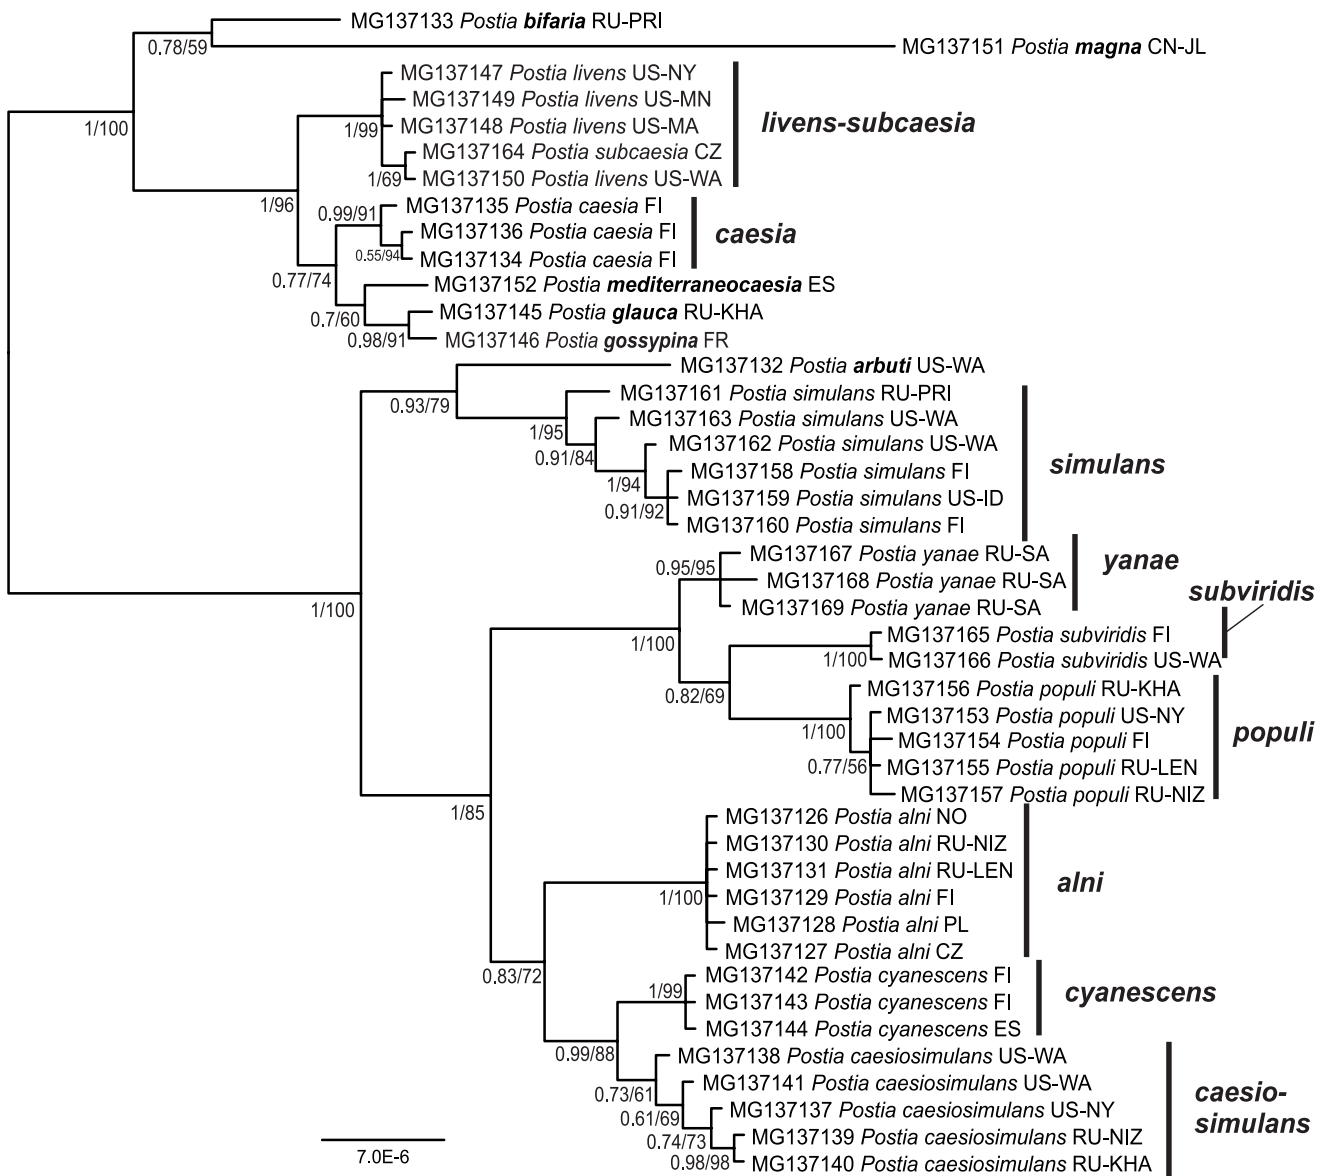 MG137133 Postia bifaria RU-PRI
0.78/59
MG137151 Postia magna CN-JL
MG137147 Postia livens US-NY
MG137149 Postia livens US-MN
livens-subcaesia
1/100
1/99
MG137148 Postia livens US-MA
MG137164 Postia subcaesia CZ
1/69
MG137150 Postia livens US-WA
1/96
0.99/91
MG137135 Postia caesia FI
MG137136 Postia caesia FI
caesia
0.55/94
MG137134 Postia caesia FI
0.77/74
MG137152 Postia mediterraneocaesia ES
0.7/60
MG137145 Postia glauca RU-KHA
0.98/91
MG137146 Postia gossypina FR
MG137132 Postia arbuti US-WA
0.93/79
MG137161 Postia simulans RU-PRI
MG137163 Postia simulans US-WA
1/95
MG137162 Postia simulans US-WA
0.91/84
simulans
MG137158 Postia simulans FI
1/94
MG137159 Postia simulans US-ID
0.91/92
MG137160 Postia simulans FI
MG137167 Postia yanae RU-SA
yanae
0.95/95
MG137168 Postia yanae RU-SA
subviridis
1/100
MG137169 Postia yanae RU-SA
MG137165 Postia subviridis FI
1/100
1/100
MG137166 Postia subviridis US-WA
0.82/69
MG137156 Postia populi RU-KHA
MG137153 Postia populi US-NY
1/100
populi
MG137154 Postia populi FI
0.77/56
MG137155 Postia populi RU-LEN
MG137157 Postia populi RU-NIZ
1/85
MG137126 Postia alni NO
MG137130 Postia alni RU-NIZ
MG137131 Postia alni RU-LEN
alni
1/100
MG137129 Postia alni FI
MG137128 Postia alni PL
MG137127 Postia alni CZ
0.83/72
MG137142 Postia cyanescens FI
1/99
cyanescens
MG137143 Postia cyanescens FI
MG137144 Postia cyanescens ES
0.99/88
MG137138 Postia caesiosimulans US-WA
MG137141 Postia caesiosimulans US-WA
0.73/61
caesio-
simulans
MG137137 Postia caesiosimulans US-NY
0.61/69
MG137139 Postia caesiosimulans RU-NIZ
0.74/73
MG137140 Postia caesiosimulans RU-KHA
0.98/98
7.0E-6